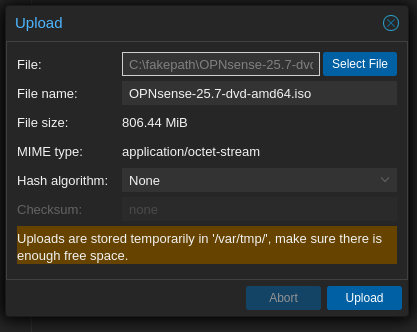 Upload
File: C:\fakepath\OPNsense-25.7-dvd Select File
File name: OPNsense-25.7-dvd-amd64.iso
File size: 806.44 MiB
MIME type: application/octet-stream
Hash algorithm: None
Checksum: none
Uploads are stored temporarily in '/var/tmp/', make sure there is
enough free space.
Abort Upload